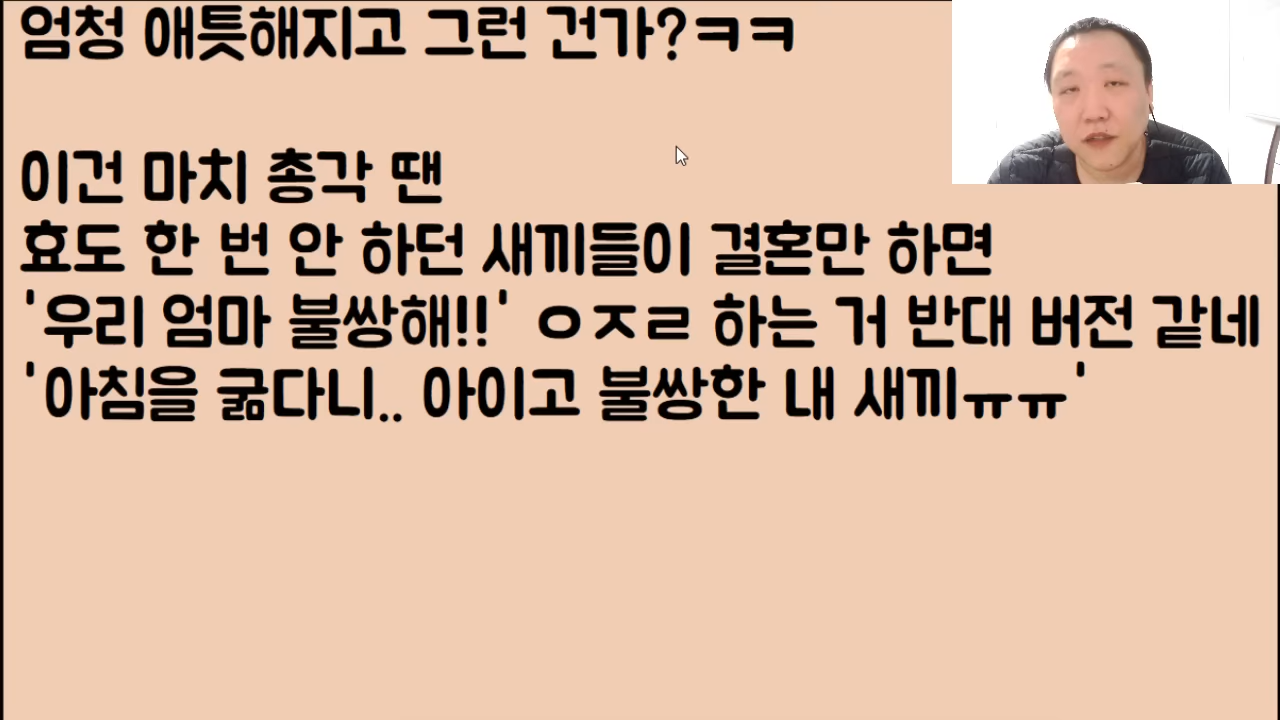 엄청 애틋해지고 그런 건가?ㅋㅋ
이건 마치 총각 땐
효도 한 번 안 하던 새끼들이 결혼만 하면
'우리 엄마 불쌍해!!' ㅇㅈㄹ 하는 거 반대 버전 같네
'아침을 굶다니.. 아이고 불쌍한 내 새끼ㅠㅠ'